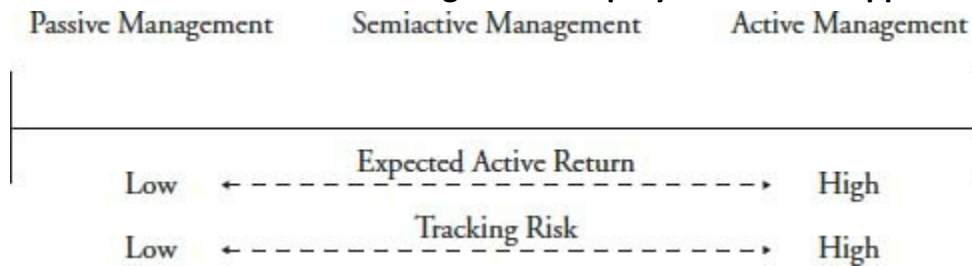 Passive Management Semiactive Management Active Management
Expected Active Return
Low High
Tracking Risk
Low High